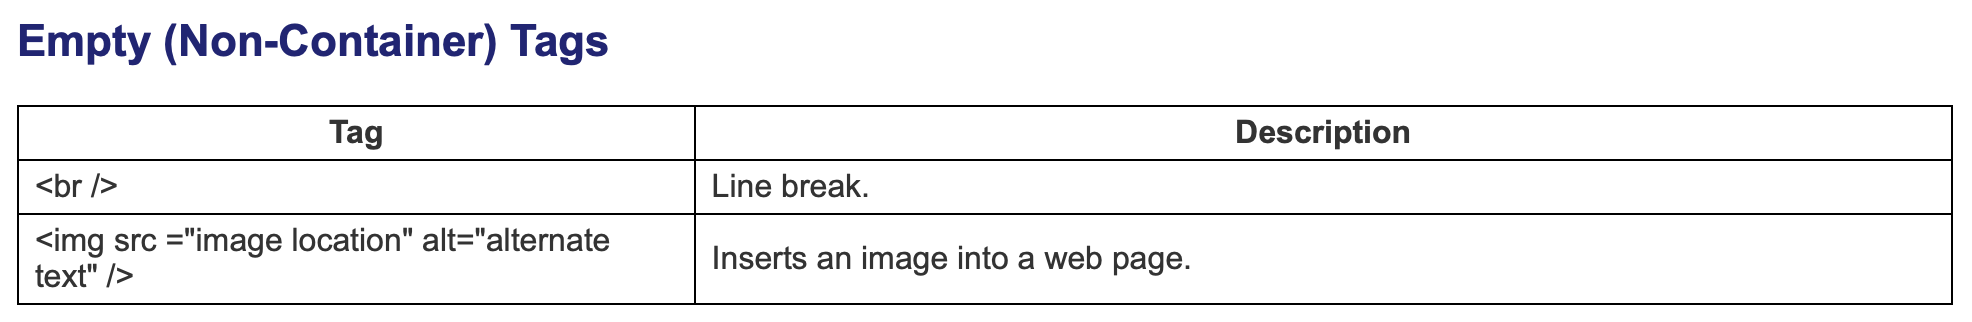 Empty (Non-Container) Tags
Tag
Description
<br />
Line break.
<img src ="image location" alt="alternate
text" />
Inserts an image into a web page.